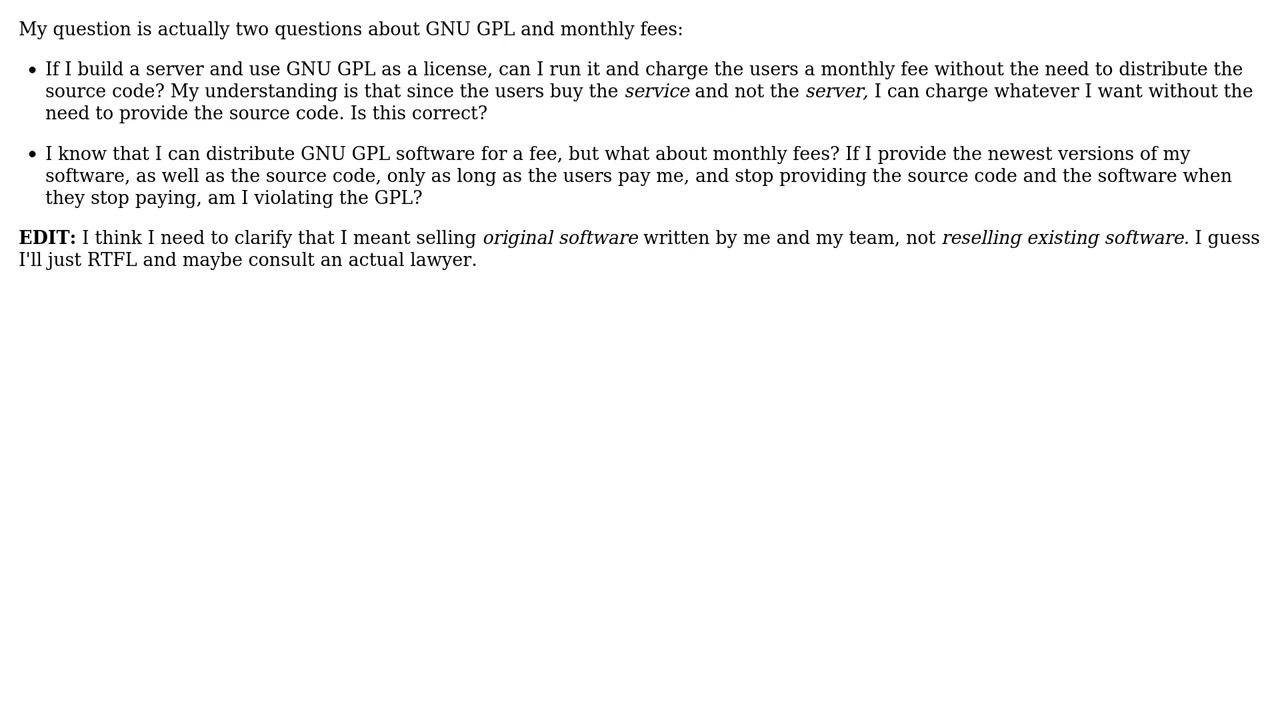 My question is actually two questions about GNU GPL and monthly fees:
• If I build a server and use GNU GPL as a license, can I run it and charge the users a monthly fee without the need to distribute the
source code? My understanding is that since the users buy the service and not the server, I can charge whatever I want without the
need to provide the source code. Is this correct?
• I know that I can distribute GNU GPL software for a fee, but what about monthly fees? If I provide the newest versions of my
software, as well as the source code, only as long as the users pay me, and stop providing the source code and the software when
they stop paying, am I violating the GPL?
EDIT: I think I need to clarify that I meant selling original software written by me and my team, not reselling existing software. I guess
I'll just RTFL and maybe consult an actual lawyer.